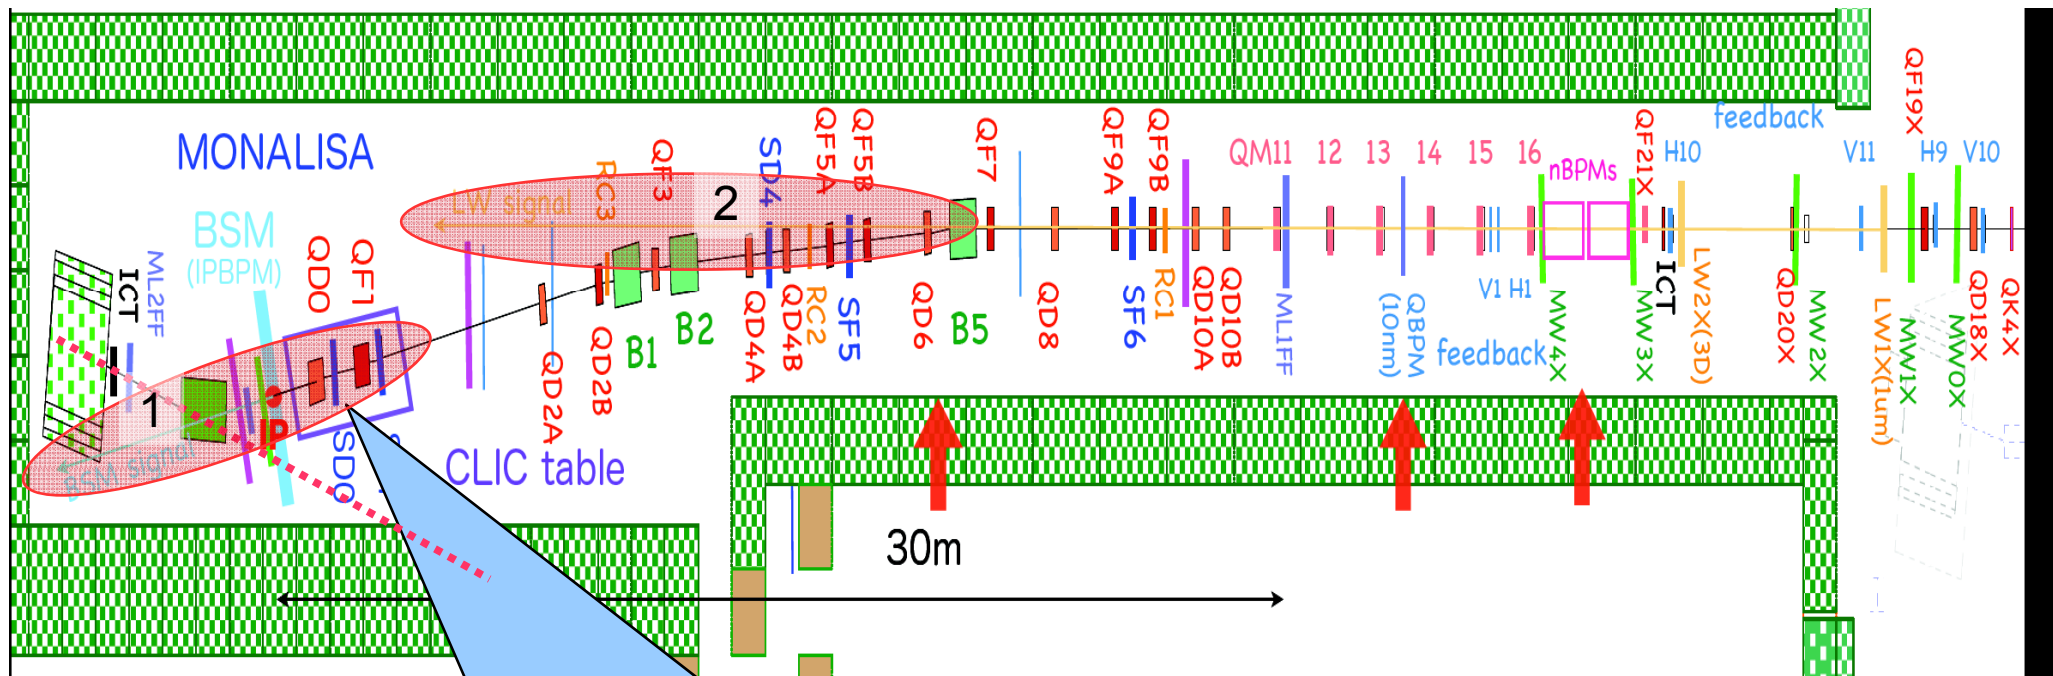 MONALISA
BSM
(IPBPM)
ICT
ML2FF
QD0
QF1
1
IP
BSM signal
SD0
CLIC table
LW signal
2
RC3
QF3
SD4
QF5A
QF5B
QF7
QF9A
QF9B
QM11
12
13
14
15
16
nBPMs
QF21X
H10
feedback
V11
QF19X
H9
V10
QD2A
QD2B
B1
B2
QD4A
QD4B
RC2
SF5
QD6
B5
QD8
SF6
RC1
QD10A
QD10B
ML1FF
QBPM
(10nm)
feedback
V1 H1
MW4X
MW3X
ICT
LW2X(3D)
QD20X
MW2X
LW1X(1um)
MW1X
MW0X
QD18X
QK4X
30m